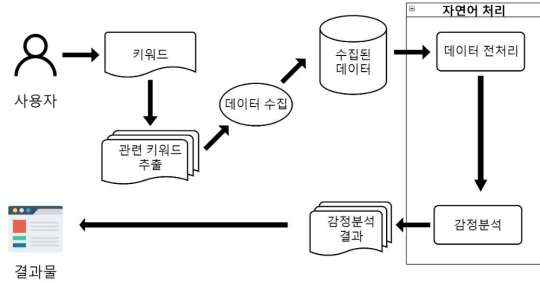 자연어 처리
키워드
수집된
데이터
데이터 전처리
사용자
데이터 수집
관련 키워드
추출
감정분석
결과
감정분석
결과물